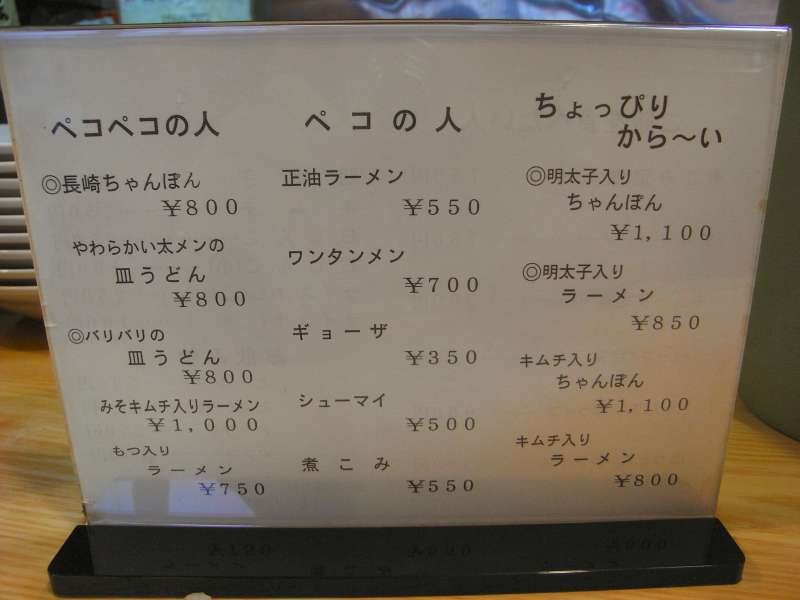 ペコペコの人
◎長崎ちゃんぽん
￥800
やわらかい太メンの
皿うどん
￥800
◎バリバリの
皿うどん
￥800
みそキムチ入りラーメン
￥1,000
もつ入り
ラーメン
￥750
ペコの人
正油ラーメン
￥550
ワンタンメン
￥700
ギョーザ
￥350
シューマイ
￥500
煮こみ
￥550
ちょっぴり
から〜い
◎明太子入り
ちゃんぽん
￥1,100
◎明太子入り
ラーメン
￥850
キムチ入り
ちゃんぽん
￥1,100
キムチ入り
ラーメン
￥800